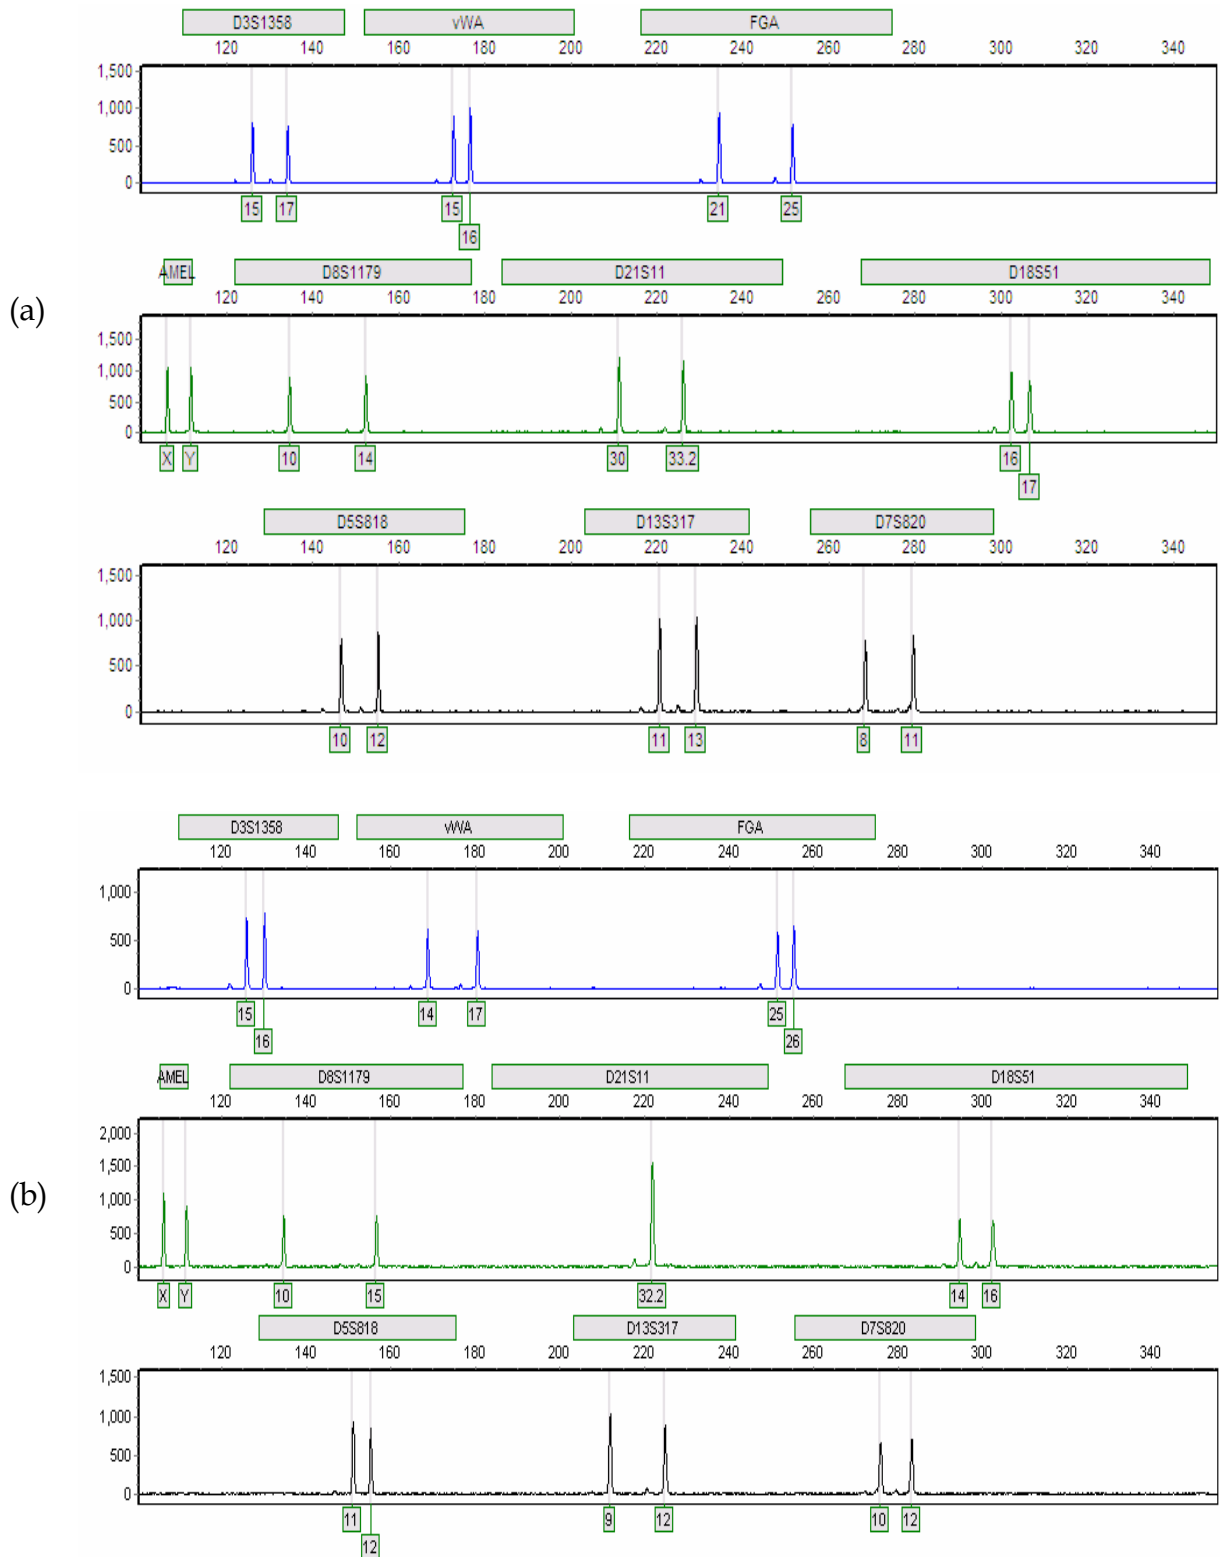 D3S1358 vWA FGA
120 140 160 180 200 220 240 260 280 300 320 340
1,500
1,000
500
0
15 17 15 21 25
16
(a)
AMEL D8S1179 D21S11 D18S51
120 140 160 180 200 220 240 260 280 300 320 340
1,500
1,000
500
0
X Y 10 14 30 33.2 16
17
D5S818 D13S317 D7S820
120 140 160 180 200 220 240 260 280 300 320 340
1,500
1,000
500
0
10 12 11 13 8 11
D3S1358 vWA FGA
120 140 160 180 200 220 240 260 280 300 320 340
1,000
500
0
15 14 17 25
16 26
(b)
AMEL D8S1179 D21S11 D18S51
120 140 160 180 200 220 240 260 280 300 320 340
2,000
1,500
1,000
500
0
X Y 10 15 32.2 14 16
D5S818 D13S317 D7S820
120 140 160 180 200 220 240 260 280 300 320 340
1,500
1,000
500
0
11 9 12 10 12
12